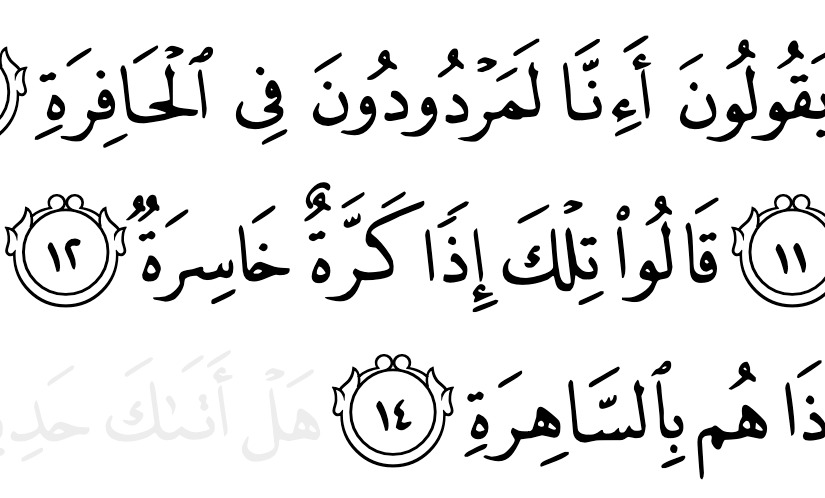 يَقُولُونَ أَءِنَّا لَمَرْدُودُونَ فِى ٱلْحَافِرَةِ
١١ قَالُوا۟ تِلْكَ إِذًا كَرَّةٌ خَاسِرَةٌ ١٢
ذَا هُم بِٱلسَّاهِرَةِ ١٤ هَلْ أَتَىٰكَ